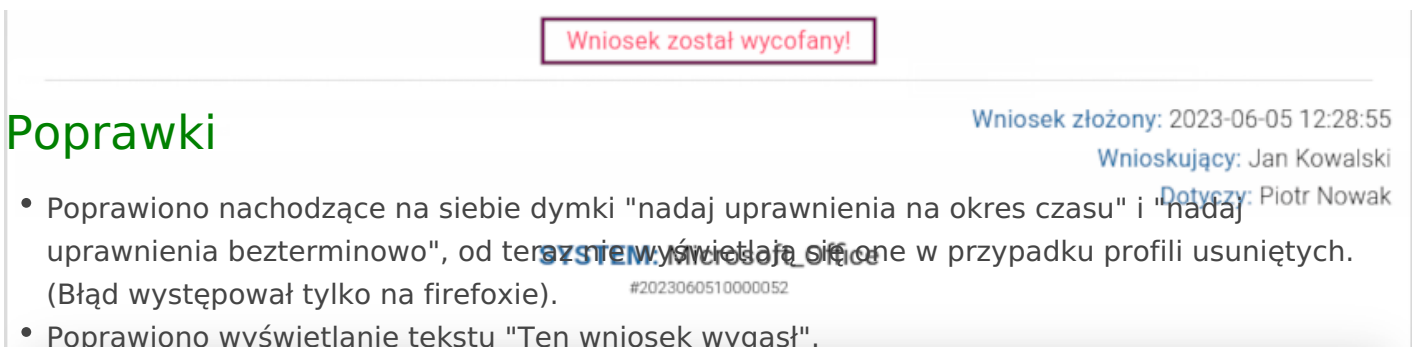 Wniosek został wycofany!
Poprawki
Wniosek złożony: 2023-06-05 12:28:55
Wnioskujący: Jan Kowalski
Dotyczy: Piotr Nowak
• Poprawiono nachodzące na siebie dymki "nadaj uprawnienia na okres czasu" i "nadaj
uprawnienia bezterminowo", od teraz nie wyświetlają się one w przypadku profili usuniętych.
SYSTEM: Microsoft_Office
(Błąd występował tylko na firefoxie).
#2023060510000052
• Poprawiono wyświetlanie tekstu "Ten wniosek wygasł".